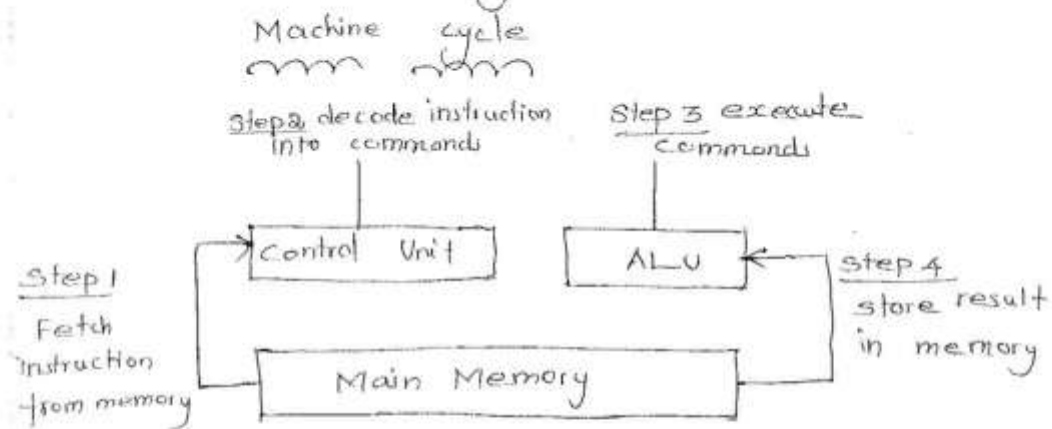 Machine cycle
Step 2 decode instruction
into commands
Step 3 execute
commands
Control Unit
ALU
Step 1
Fetch
instruction
from memory
Step 4
store result
in memory
Main Memory